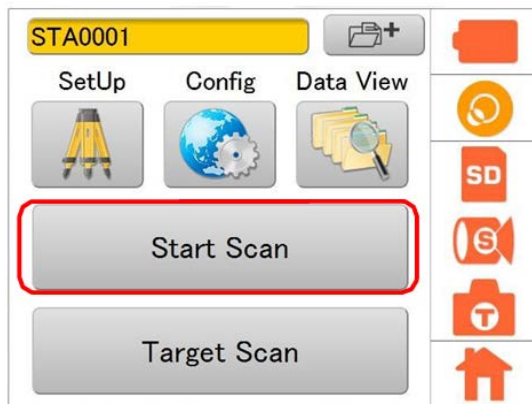 STA0001
SetUp Config Data View
SD
Start Scan
S
T
Target Scan